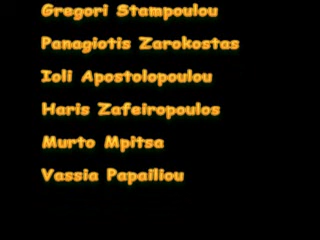 Gregori Stampoulou
Panagiotis Zarokostas
Ioli Apostolopoulou
Haris Zafeiropoulos
Murto Mpitsa
Vassia Papailiou